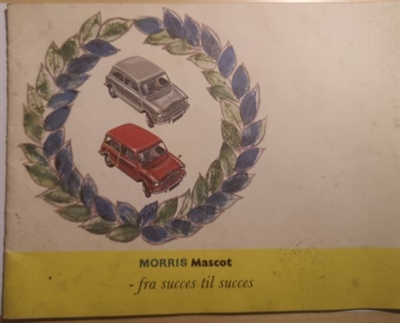 MORRIS Mascot
- fra succes til succes